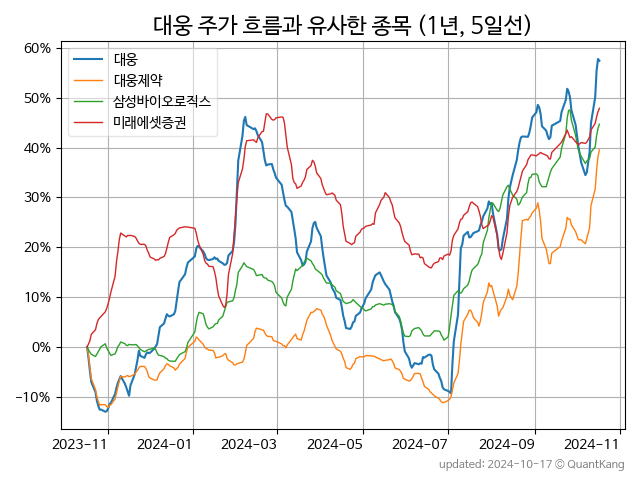 대웅 주가 흐름과 유사한 종목 (1년, 5일선)
대웅
대웅제약
삼성바이오로직스
미래에셋증권
60%
50%
40%
30%
20%
10%
0%
−10%
2023−11
2024−01
2024−03
2024−05
2024−07
2024−09
2024−11
updated: 2024-10-17 ⓒ QuantKang